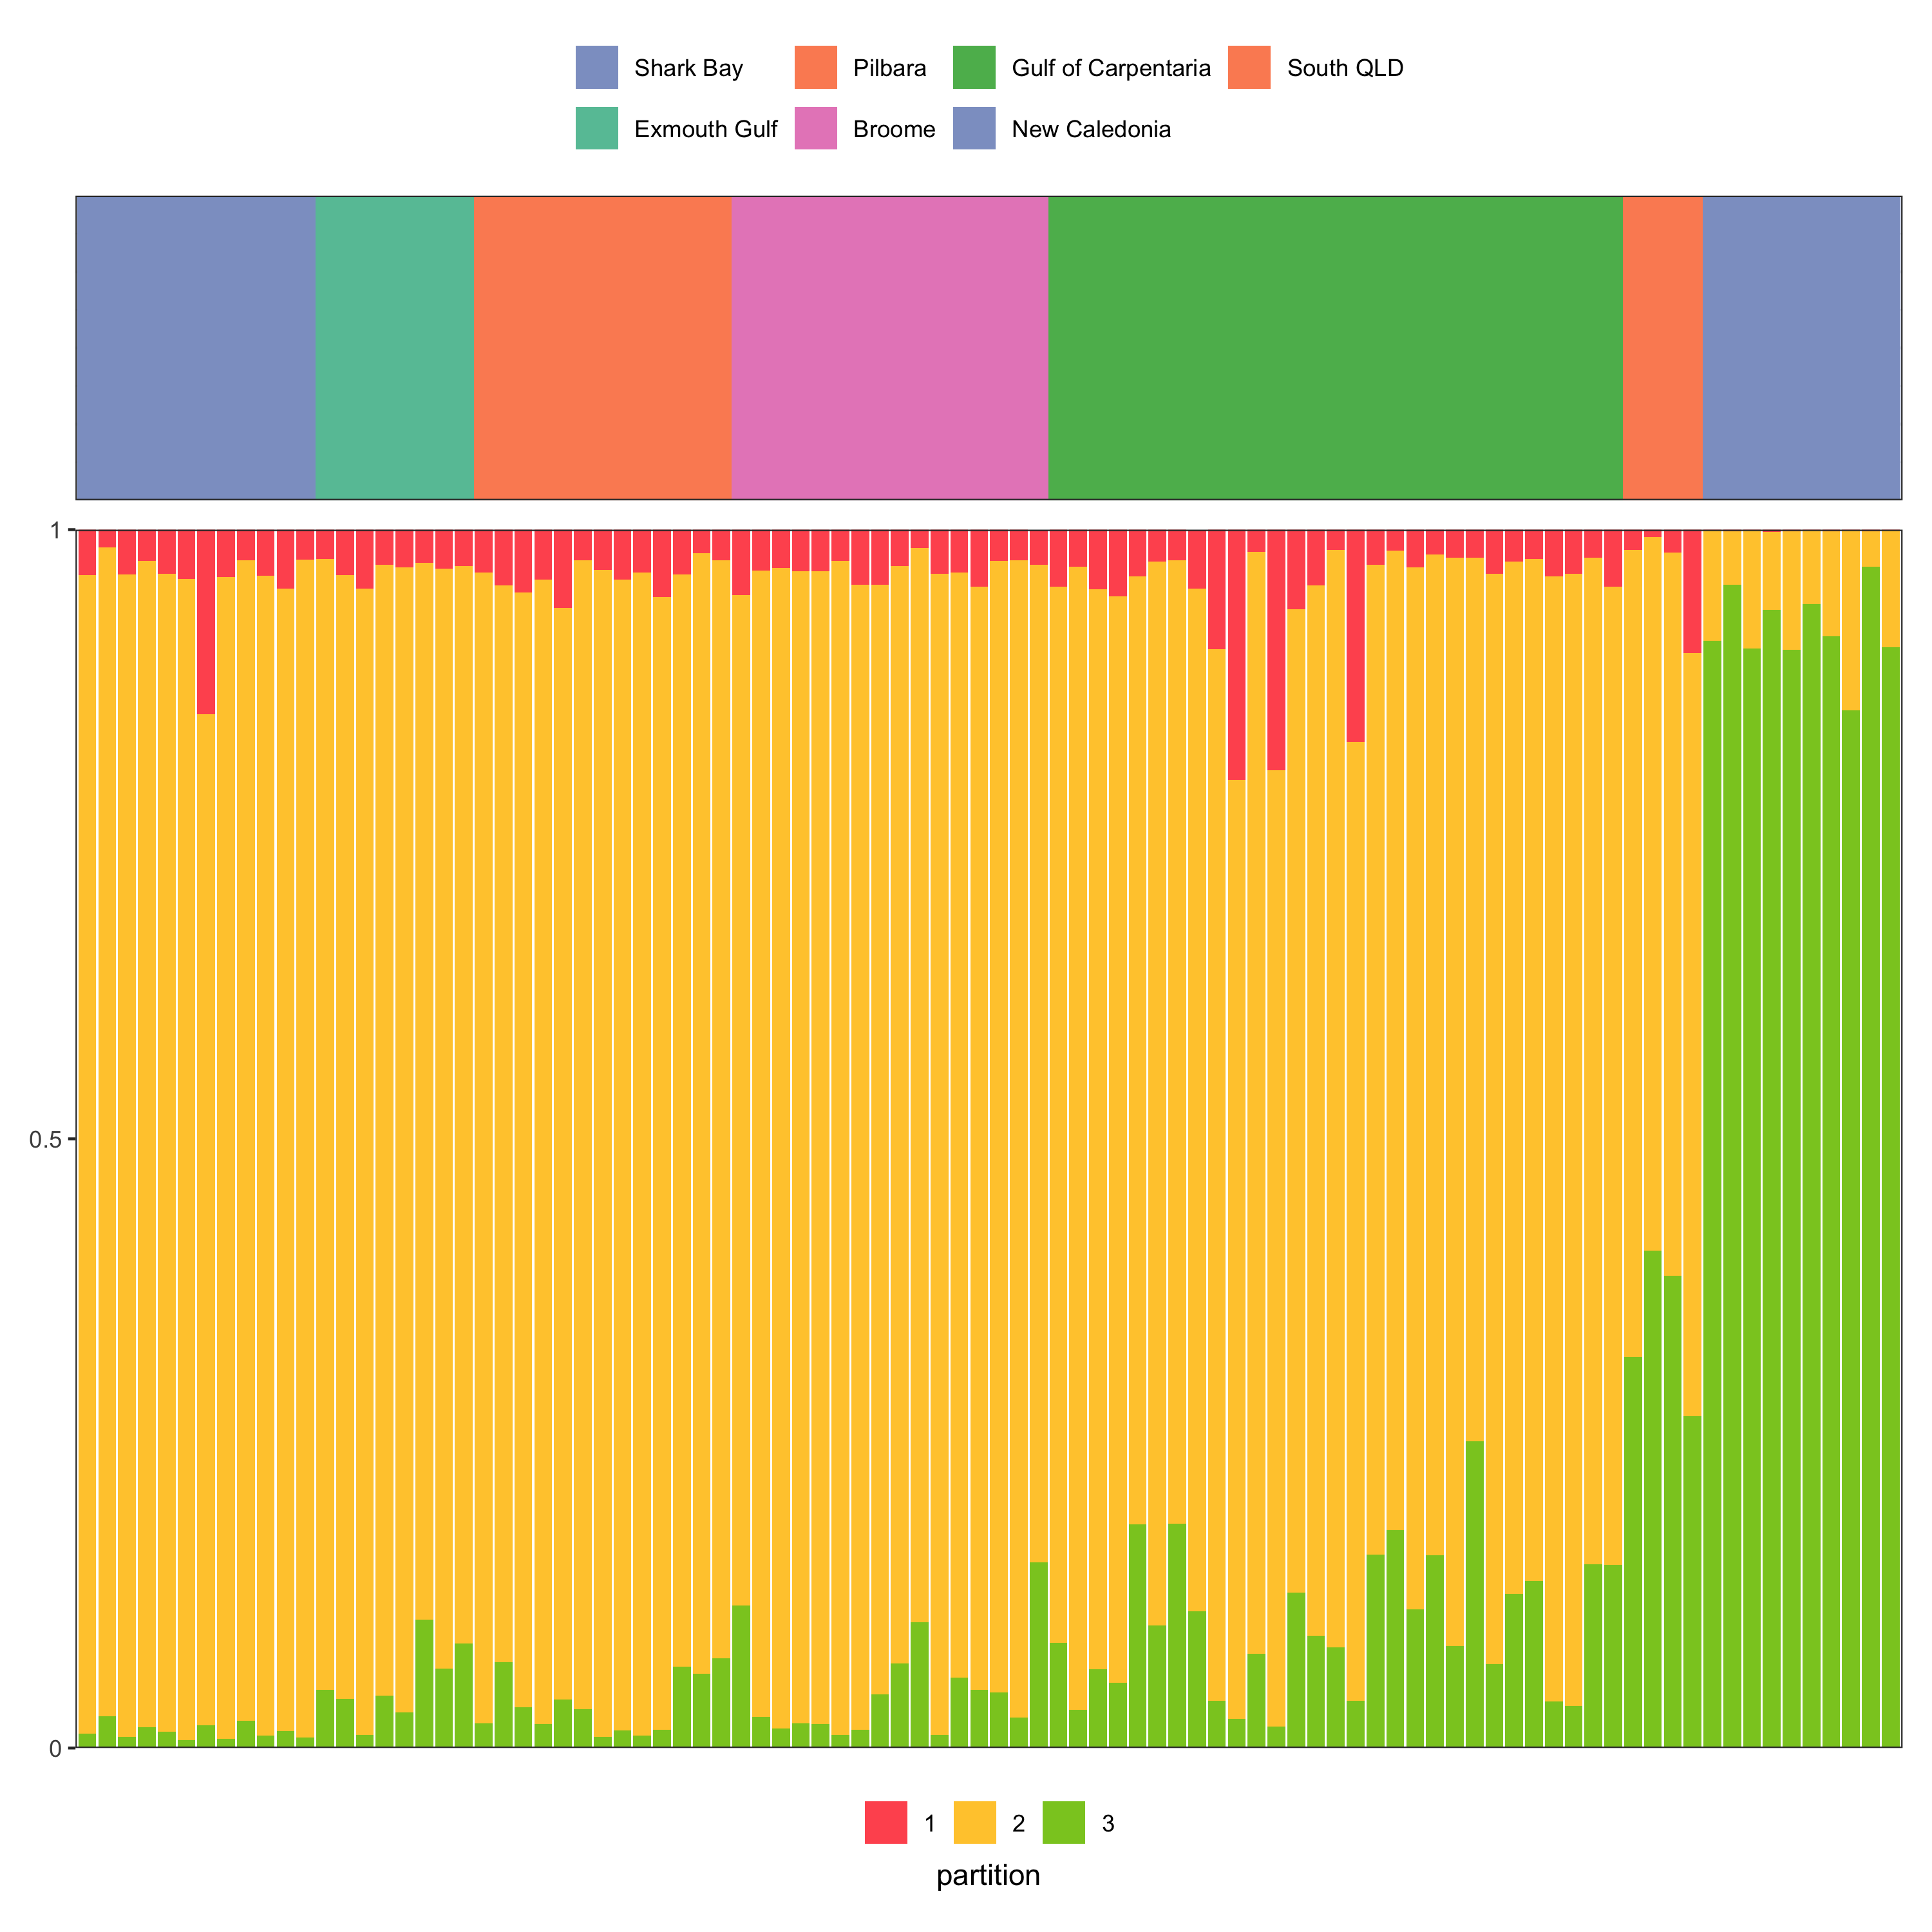 Shark Bay Pilbara Gulf of Carpentaria South QLD
Exmouth Gulf Broome New Caledonia
1
0.5
0
1 2 3
partition